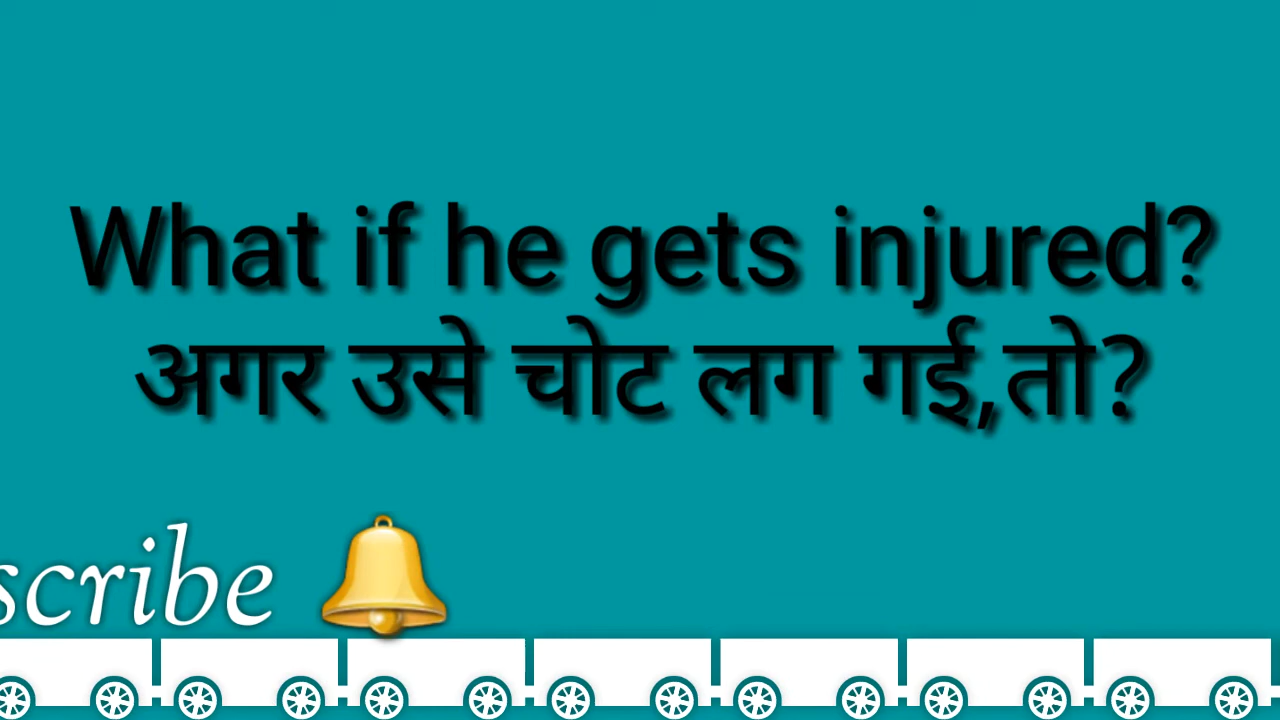 What if he gets injured?
अगर उसे चोट लग गई,तो?
scribe